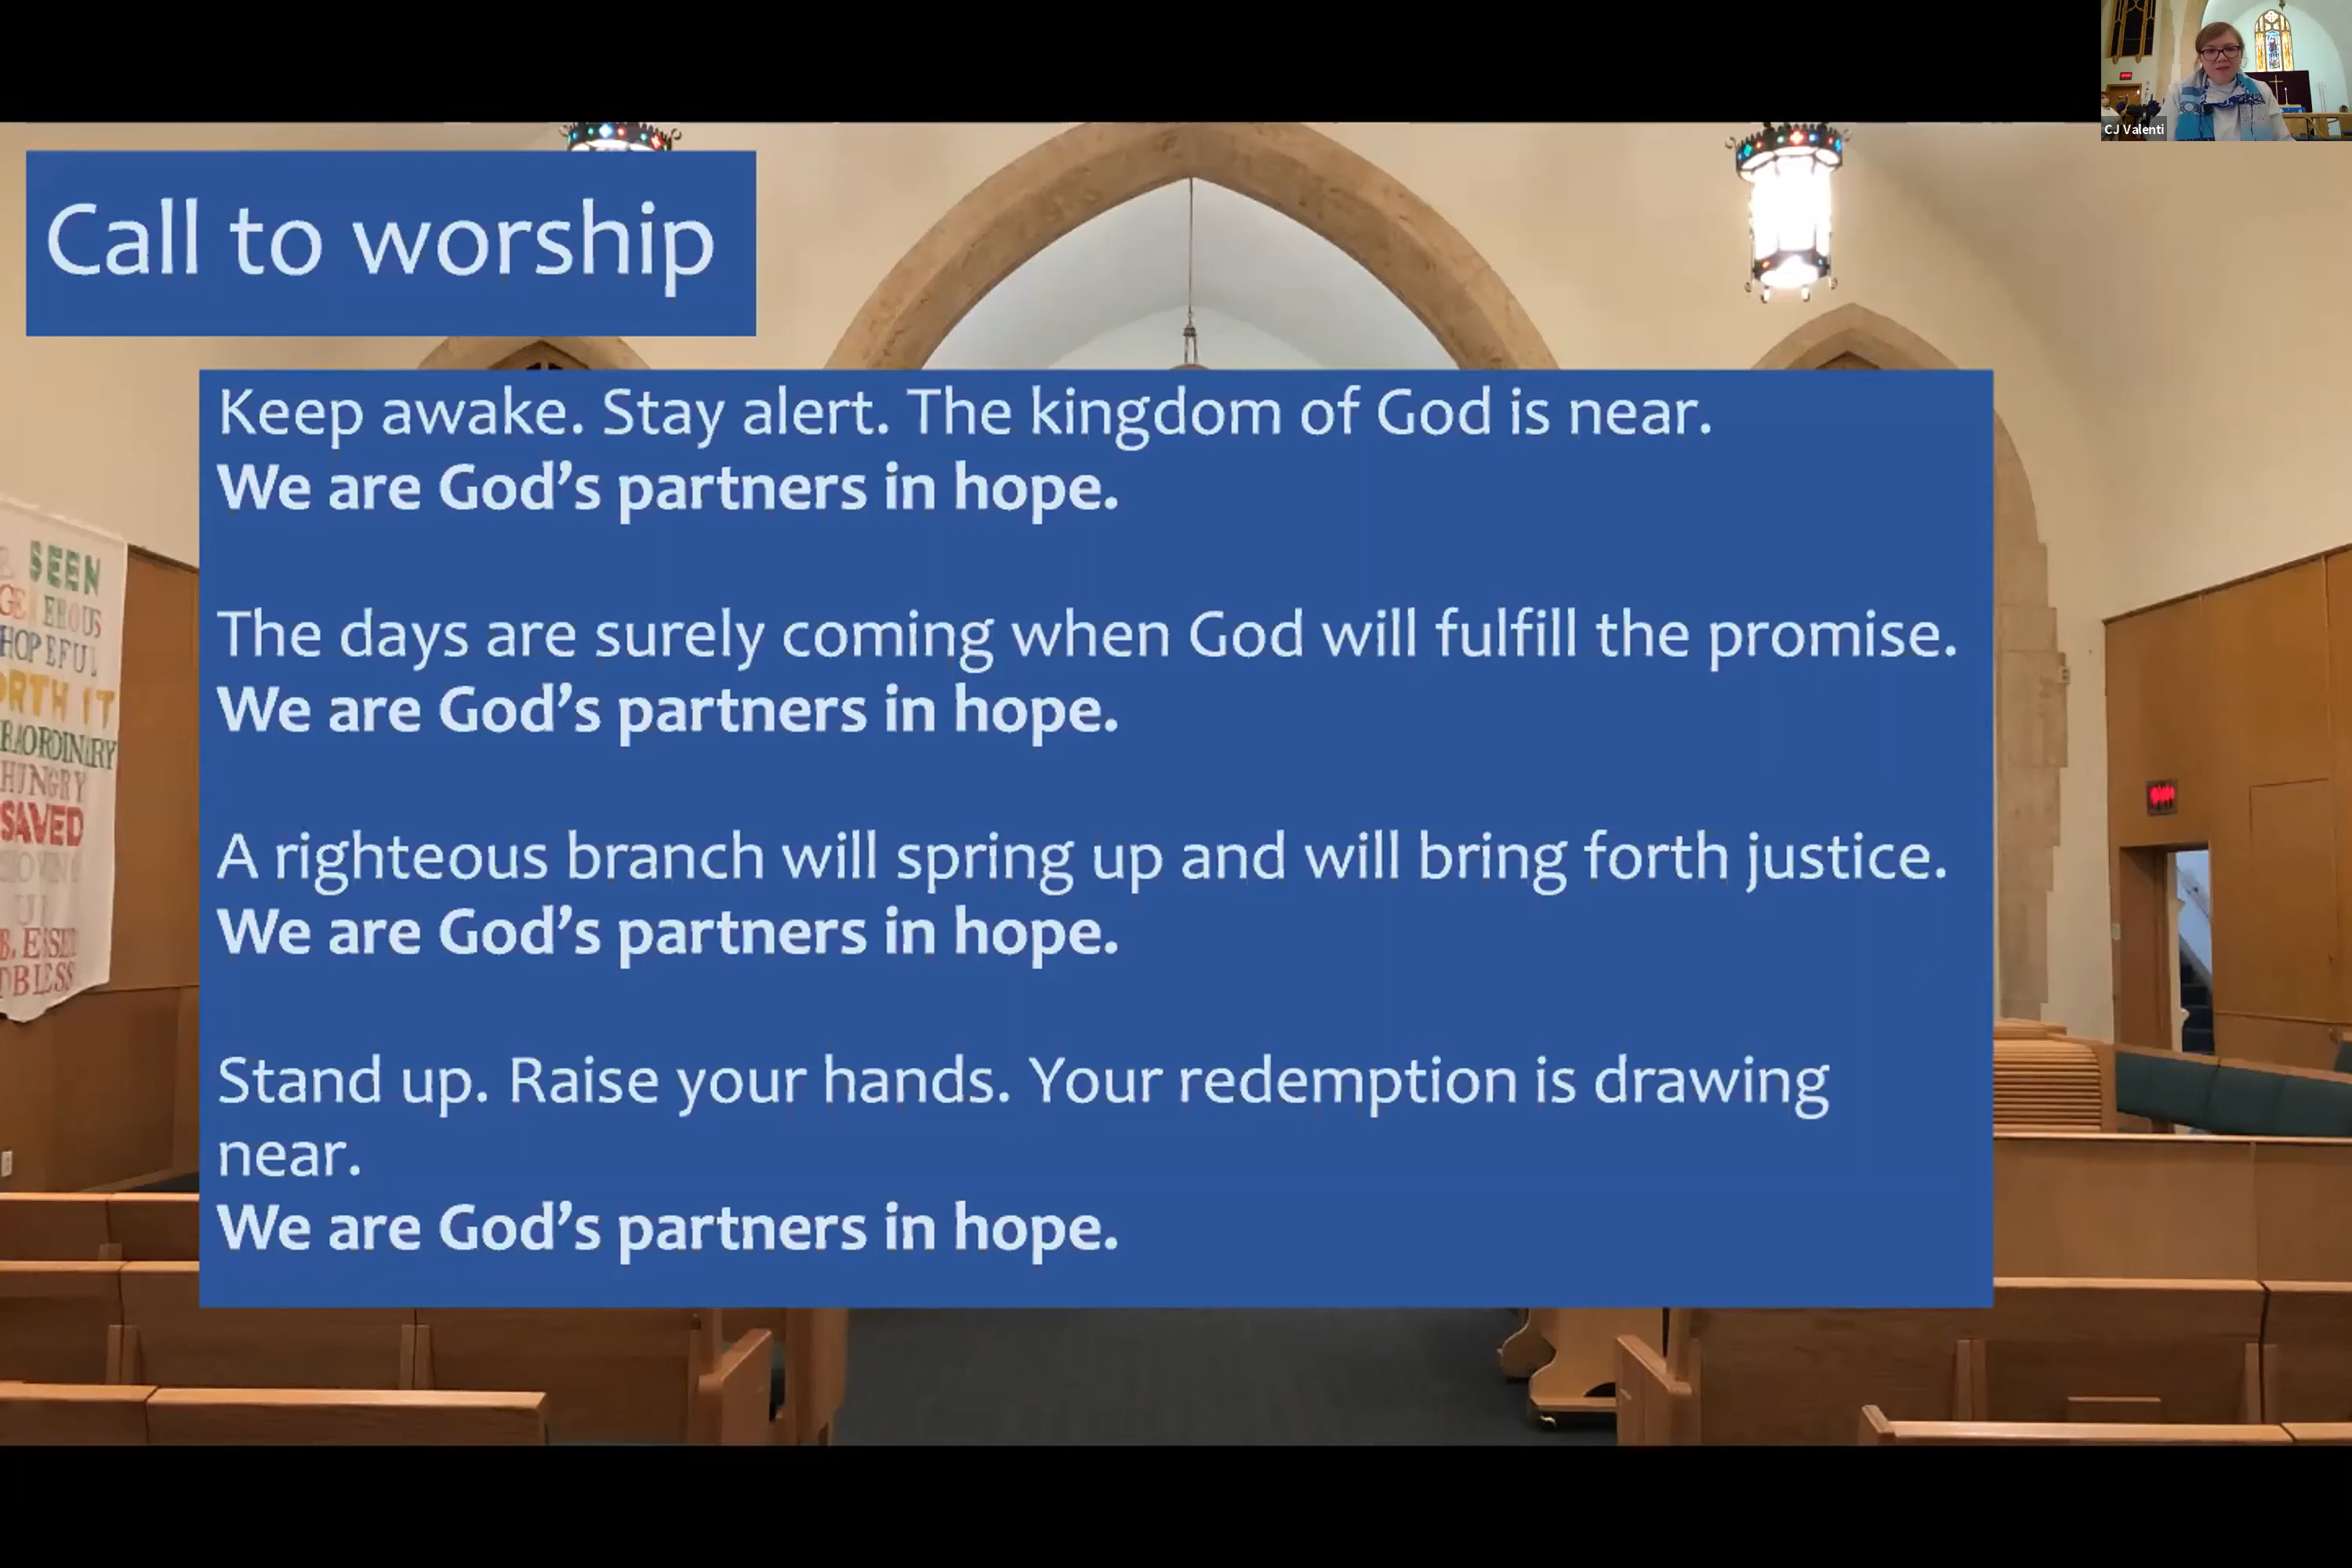 CJ Valenti
Call to worship
Keep awake. Stay alert. The kingdom of God is near.
We are God’s partners in hope.
The days are surely coming when God will fulfill the promise.
We are God’s partners in hope.
A righteous branch will spring up and will bring forth justice.
We are God’s partners in hope.
Stand up. Raise your hands. Your redemption is drawing
near.
We are God’s partners in hope.
SEEN
HOPEFUL
HUNGRY
SAVED